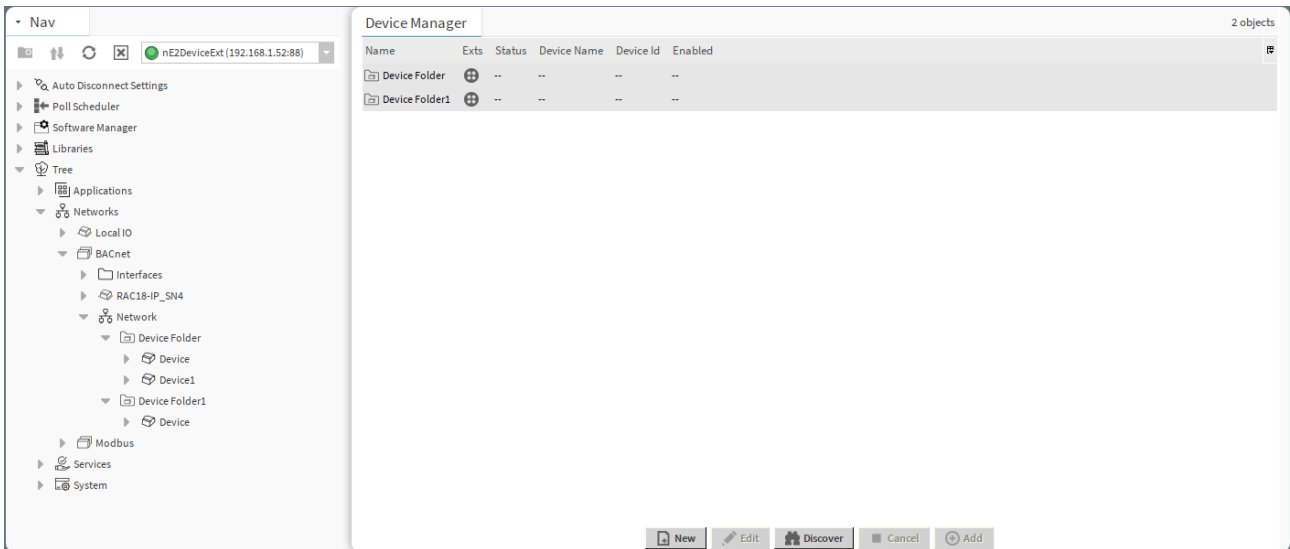 Nav
nE2DeviceExt (192.168.1.52:88)
Auto Disconnect Settings
Poll Scheduler
Software Manager
Libraries
Tree
Applications
Networks
Local IO
BACnet
Interfaces
RAC18-IP_SN4
Network
Device Folder
Device
Device1
Device Folder1
Device
Modbus
Services
System
Device Manager 2 objects
Name Exts Status Device Name Device Id Enabled
Device Folder -- -- -- --
Device Folder1 -- -- -- --
New Edit Discover Cancel Add